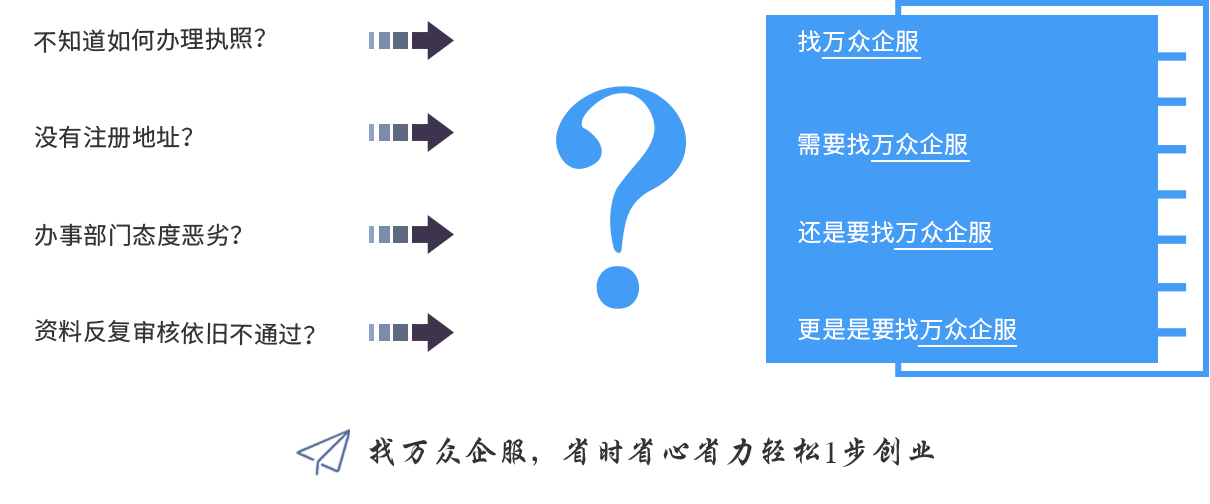 不知道如何办理执照？
找万众企服
没有注册地址？
需要找万众企服
办事部门态度恶劣？
还是要找万众企服
资料反复审核依旧不通过？
更是是要找万众企服
?
找万众企服，省时省心省力轻松1步创业